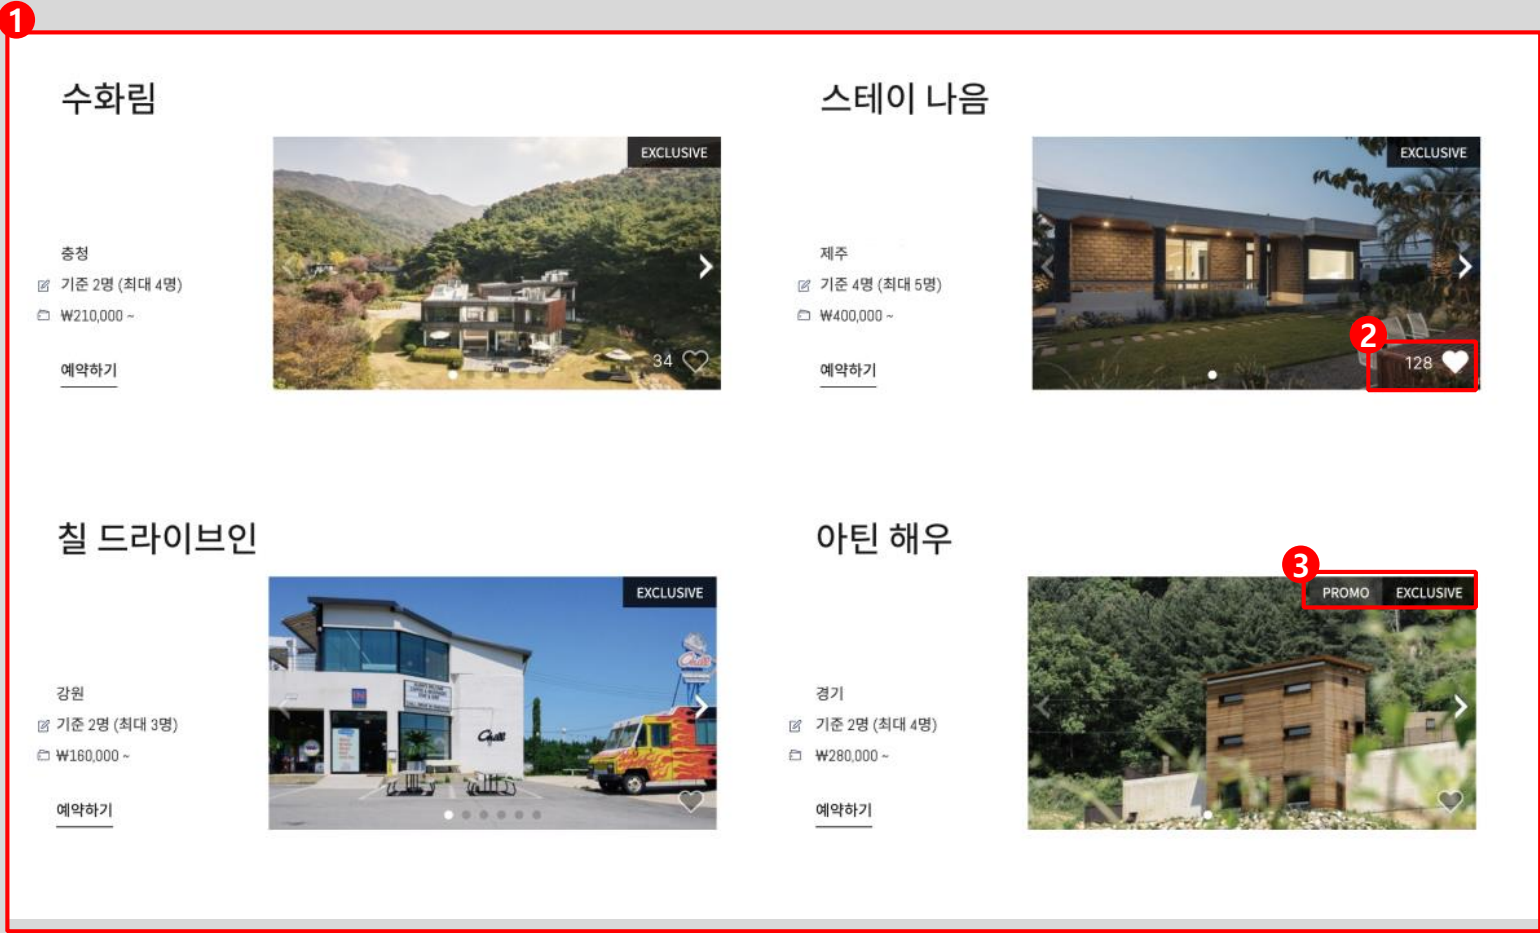 1
수화림
EXCLUSIVE
충청
기준 2명 (최대 4명)
₩210,000 ~
예약하기
34
스테이 나음
EXCLUSIVE
제주
기준 4명 (최대 5명)
₩400,000 ~
예약하기
2
128
칠 드라이브인
EXCLUSIVE
강원
기준 2명 (최대 3명)
₩160,000 ~
예약하기
Chill
Chill
아틴 해우
3
PROMO EXCLUSIVE
경기
기준 2명 (최대 4명)
₩280,000 ~
예약하기